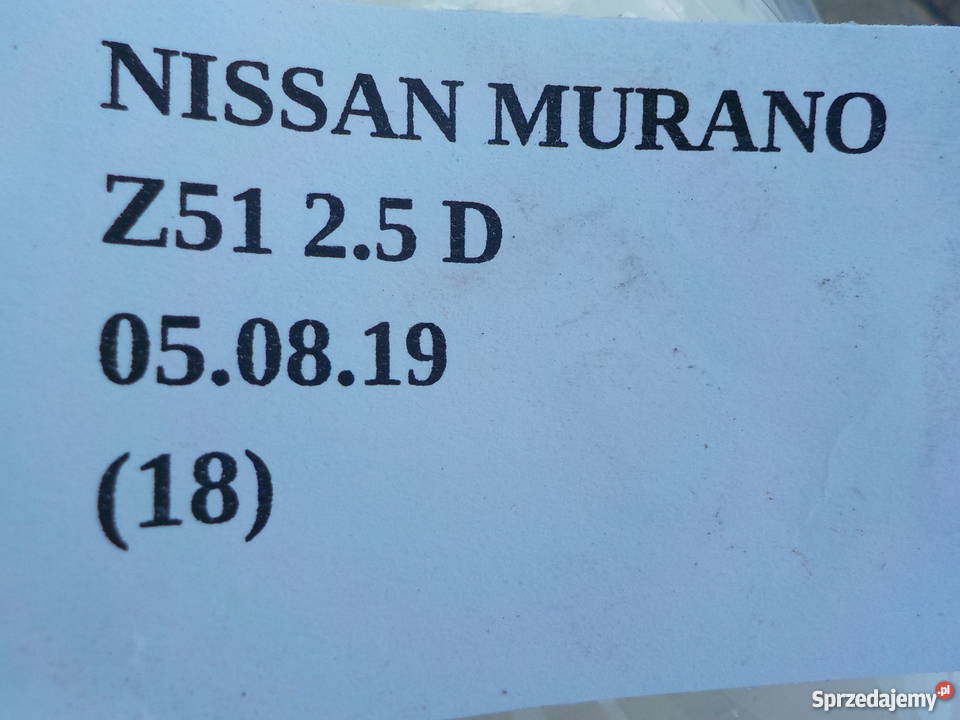 NISSAN MURANO
Z51 2.5 D
05.08.19
(18)
Sprzedajemy.pl